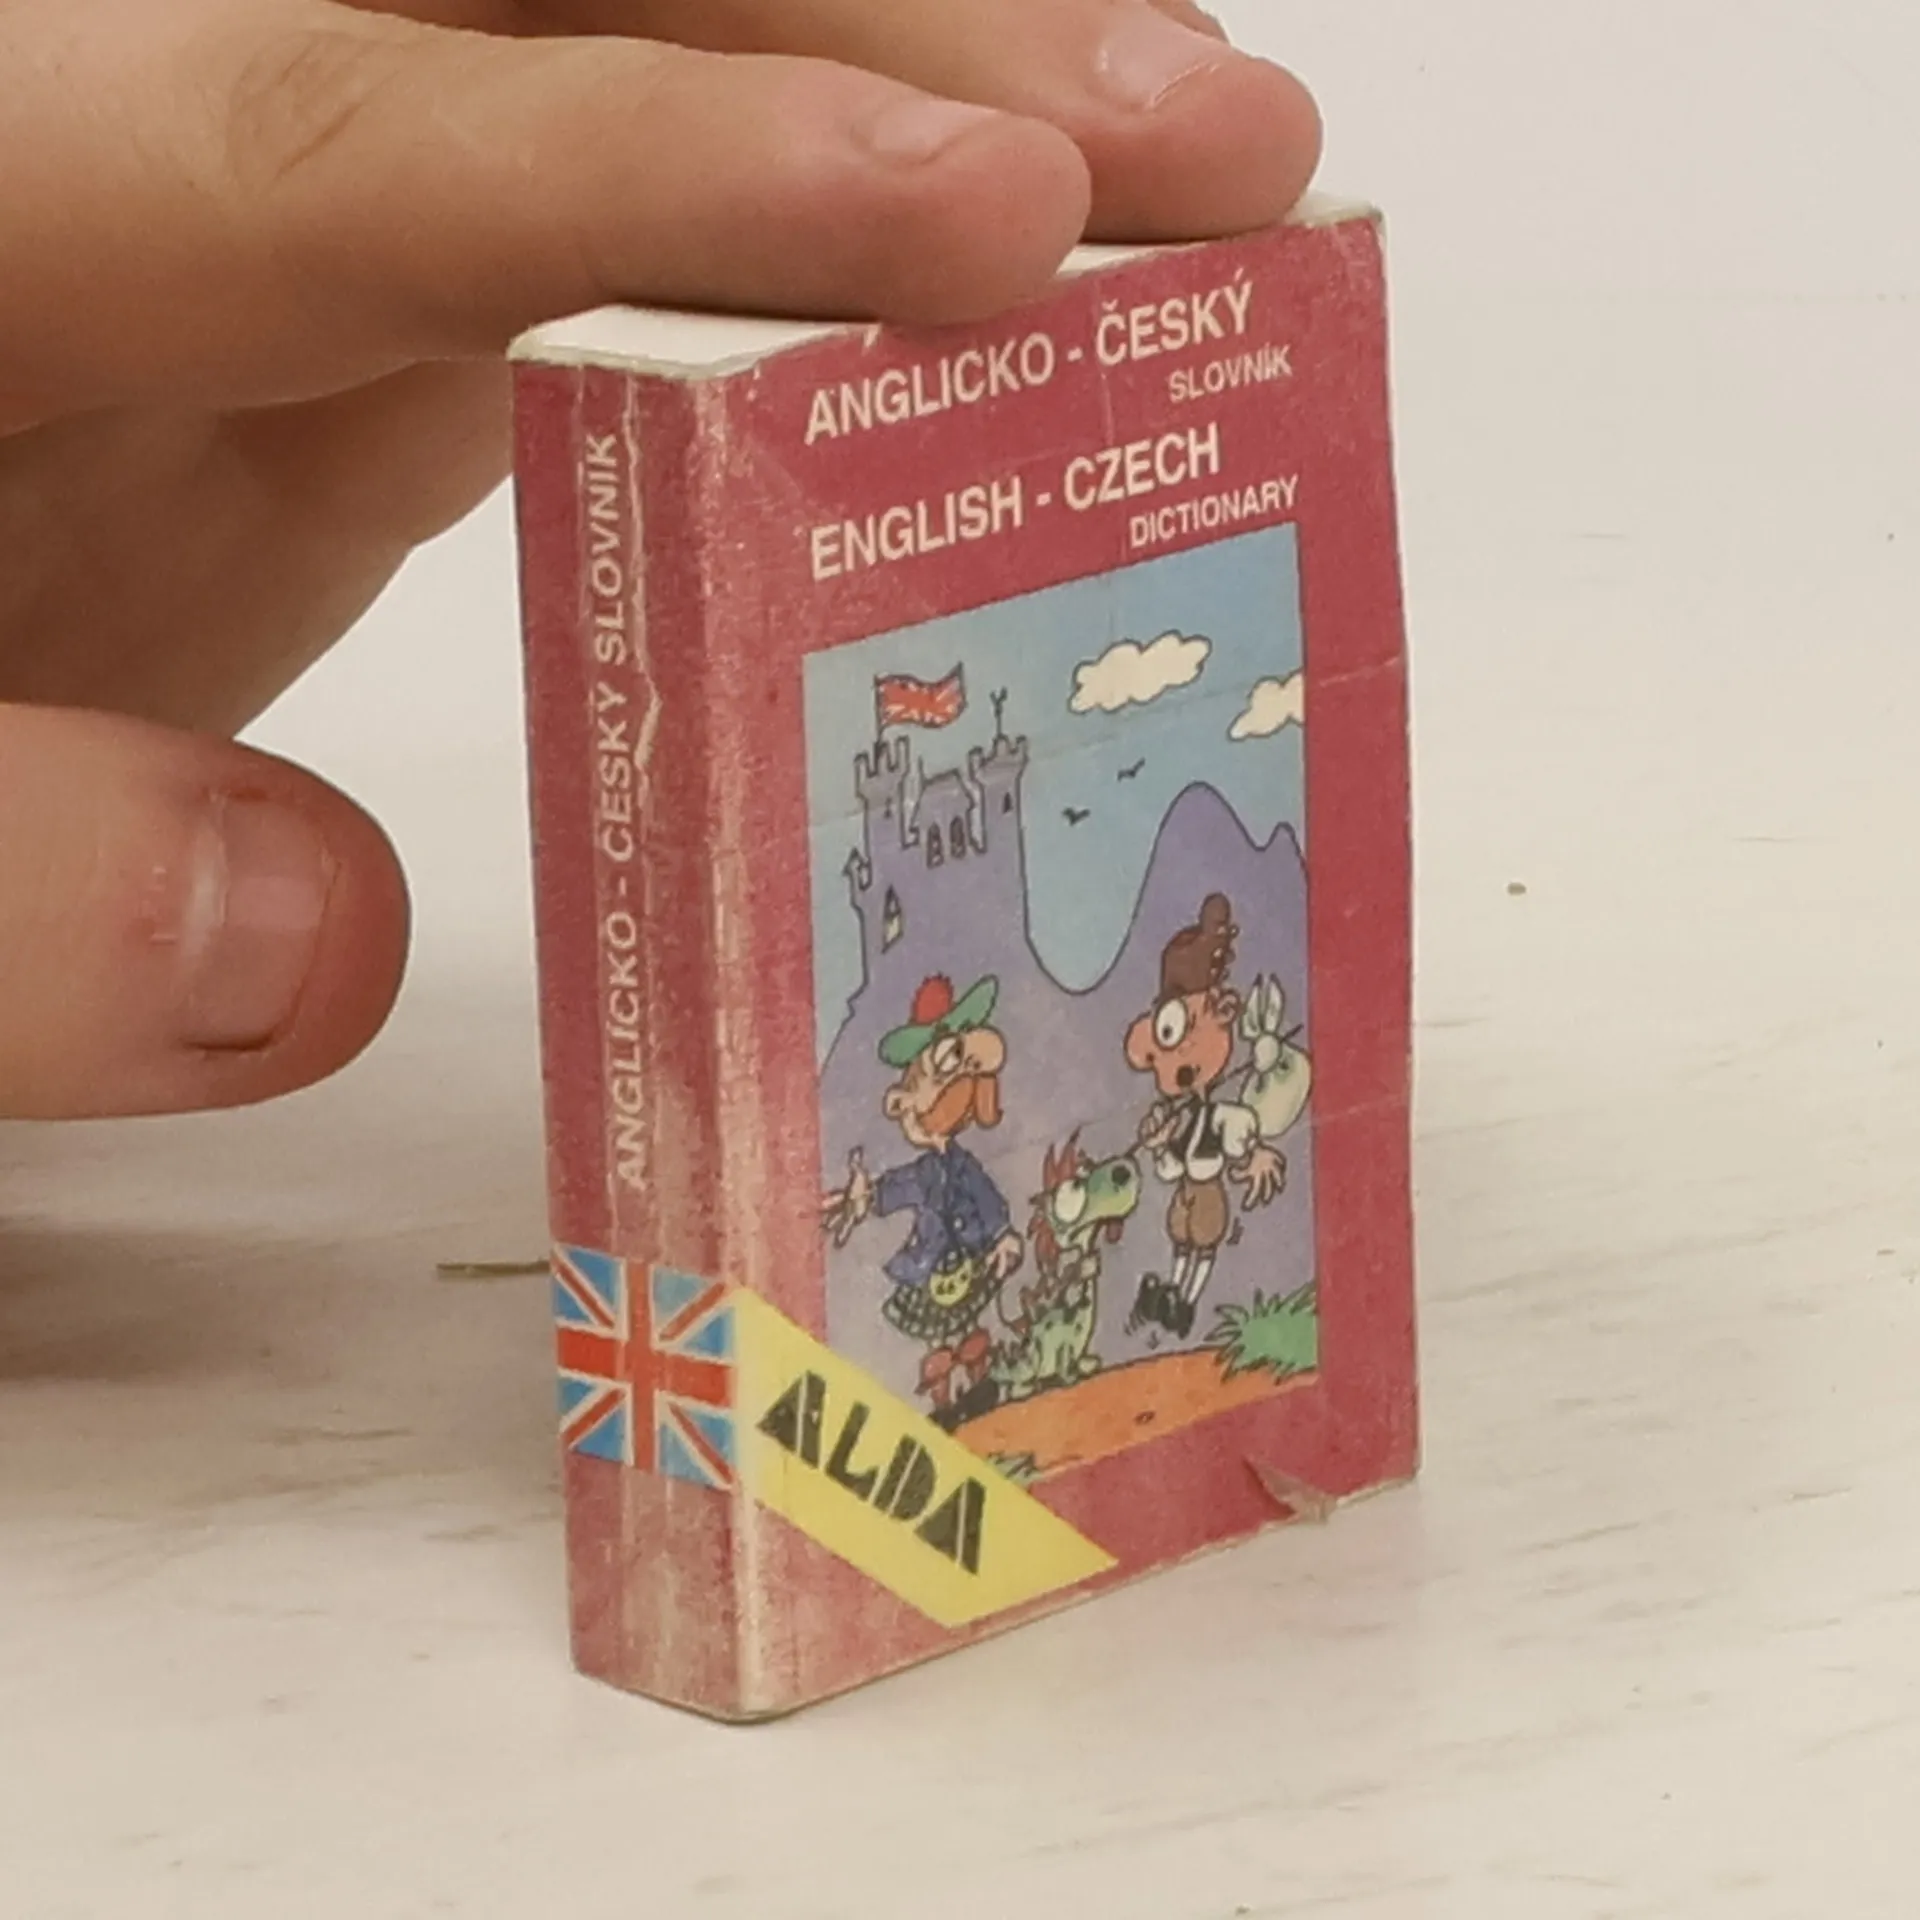 ANGLICKO - ČESKÝ SLOVNÍK
ANGLICKO - ČESKÝ
SLOVNÍK
ENGLISH - CZECH
DICTIONARY
ALDA